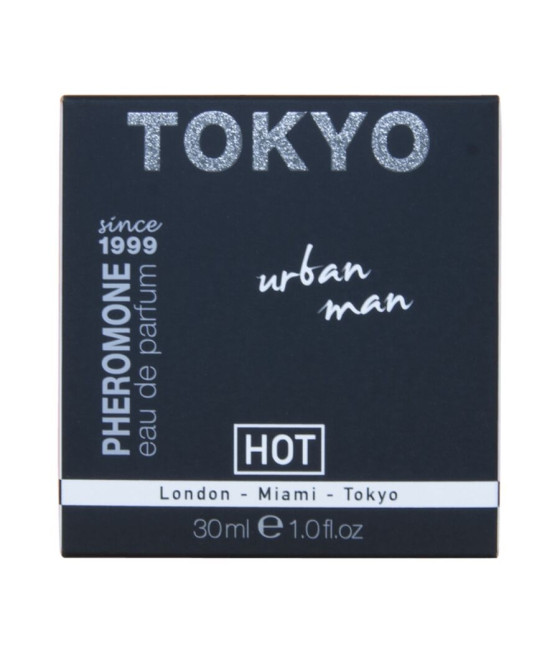 TOKYO
since
1999
PHEROMONE
eau de parfum
urban
man
HOT
London - Miami - Tokyo
30ml ℮ 1.0fl.oz